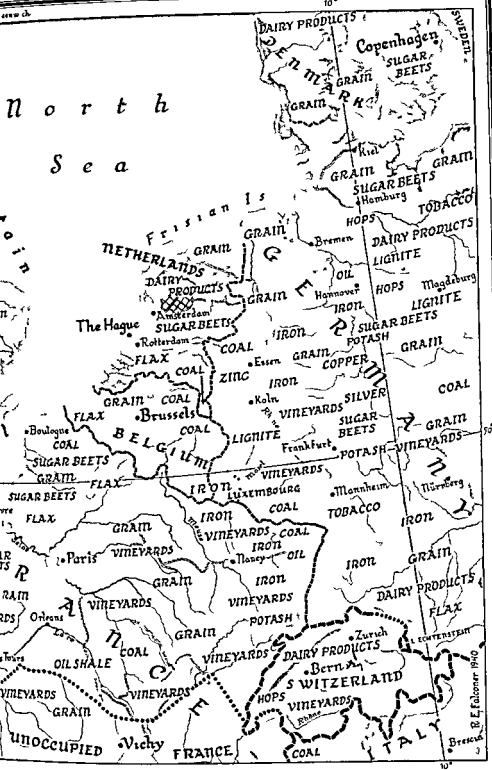 10°
DAIRY PRODUCTS
SWEDEN
Copenhagen
DENMARK
SUGAR
BEETS
GRAIN
GRAIN
North
Sea
Kiel
GRAIN
GRAIN
SUGAR BEETS
Hamburg
TOBACCO
Frisian Is
HOPS
GRAIN
Bremen
DAIRY PRODUCTS
NETHERLANDS
GRAIN
LIGNITE
DAIRY
PRODUCTS
OIL
Hannover
HOPS
Magdeburg
GERMANY
GRAIN
IRON
LIGNITE
Amsterdam
The Hague
SUGAR BEETS
SUGAR BEETS
Rotterdam
IRON
POTASH
COAL
GRAIN
FLAX
Essen
GRAIN
COPPER
COAL
ZINC
IRON
COAL
GRAIN
COAL
Koln
SILVER
FLAX
Brussels
VINEYARDS
Boulogne
COAL
SUGAR
BEETS
GRAIN
COAL
BELGIUM
LIGNITE
Frankfurt
POTASH
VINEYARDS
50
SUGAR BEETS
GRAIN
VINEYARDS
FLAX
IRON
Luxembourg
Mannheim
Nürnberg
SUGAR BEETS
FLAX
IRON
COAL
TOBACCO
IRON
GRAIN
VINEYARDS
COAL
IRON
Paris
VINEYARDS
Nancy
OIL
IRON
GRAIN
FRANCE
GRAIN
IRON
DAIRY PRODUCTS
VINEYARDS
VINEYARDS
FLAX
Orleans
POTASH
GRAIN
Zurich
LIECHTENSTEIN
COAL
VINEYARDS
DAIRY PRODUCTS
Tours
OIL SHALE
Bern
SWITZERLAND
VINEYARDS
VINEYARDS
HOPS
VINEYARDS
GRAIN
Rhône
UNOCCUPIED
Vichy
FRANCE
COAL
ITALY
Brescia
R.E. Falconer 1940
10°